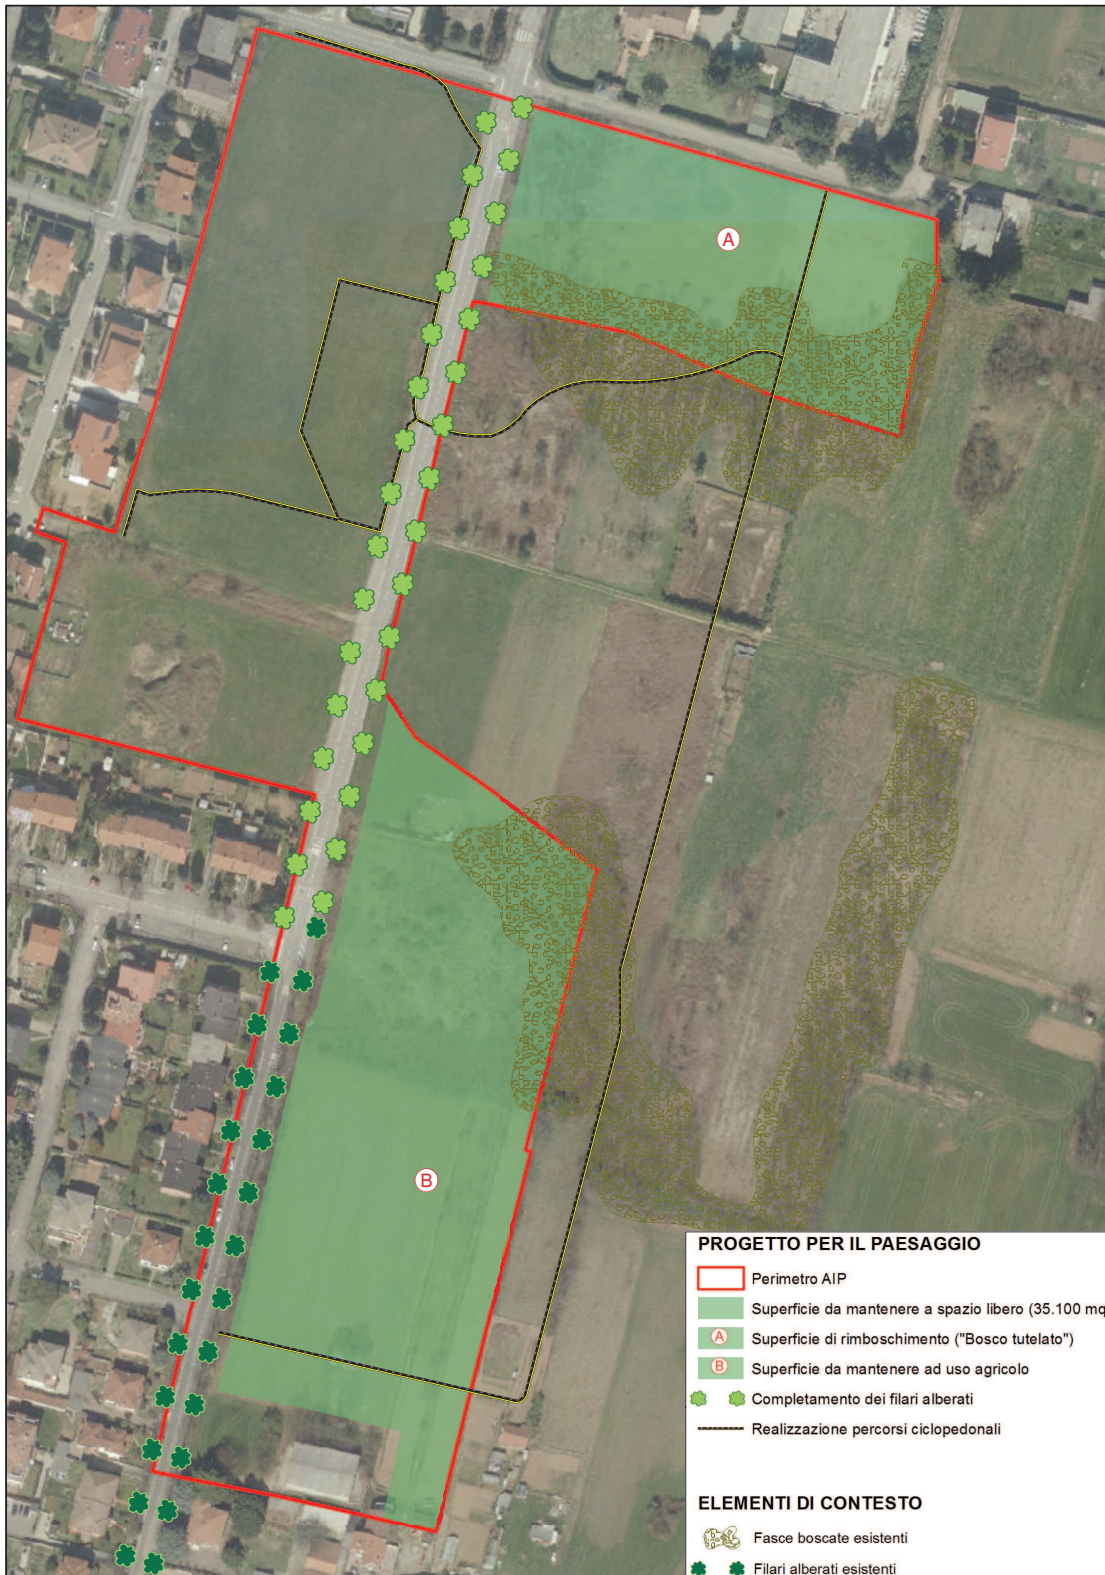 A
B
PROGETTO PER IL PAESAGGIO
Perimetro AIP
Superficie da mantenere a spazio libero (35.100 mq
A Superficie di rimboschimento ("Bosco tutelato")
B Superficie da mantenere ad uso agricolo
Completamento dei filari alberati
Realizzazione percorsi ciclopedonali
ELEMENTI DI CONTESTO
Fasce boscate esistenti
Filari alberati esistenti